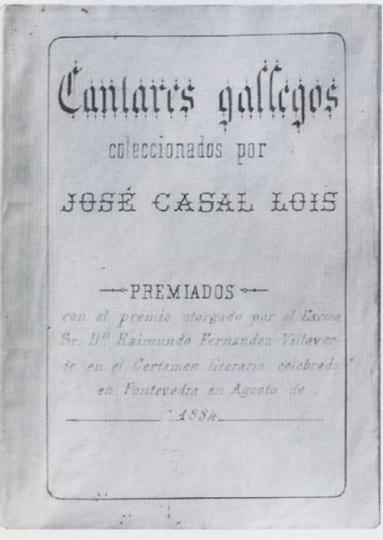 Cantares gallegos
coleccionados por
JOSÉ CASAL LOIS
PREMIADOS
con el premio otorgado por el Excmo
Sr. Dn Raimundo Fernandez Villaver-
de en el Certamen literario celebrado
en Pontevedra en Agosto de
1884